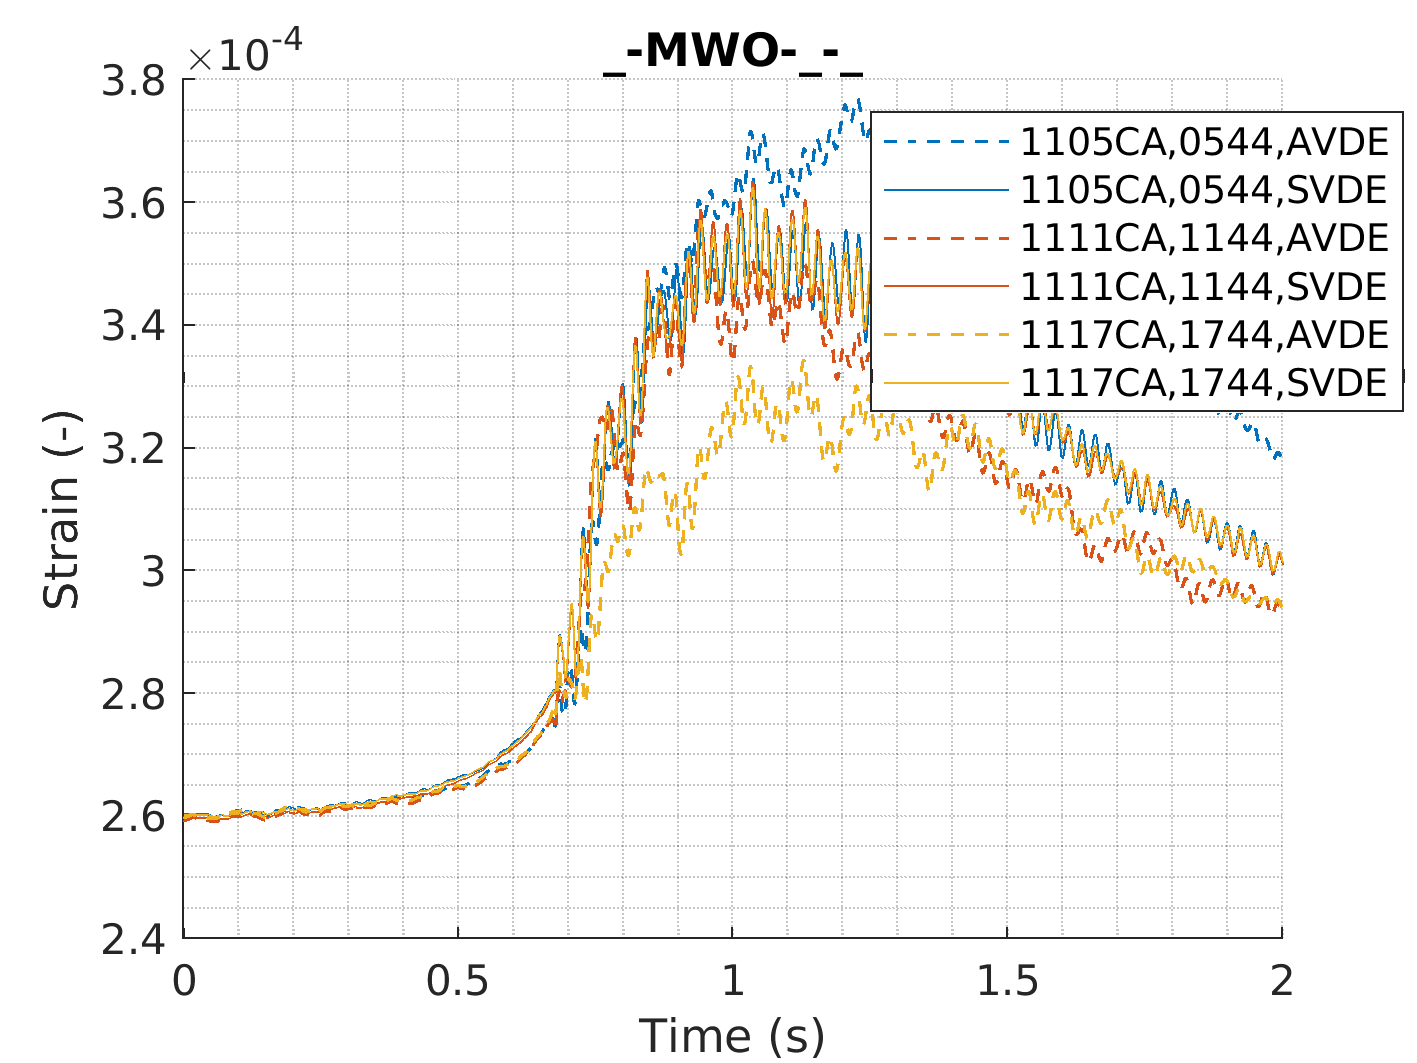 ×10-4
_-MWO-_-_
3.8
3.6
3.4
3.2
3
2.8
2.6
2.4
Strain (-)
1105CA,0544,AVDE
1105CA,0544,SVDE
1111CA,1144,AVDE
1111CA,1144,SVDE
1117CA,1744,AVDE
1117CA,1744,SVDE
0 0.5 1 1.5 2
Time (s)